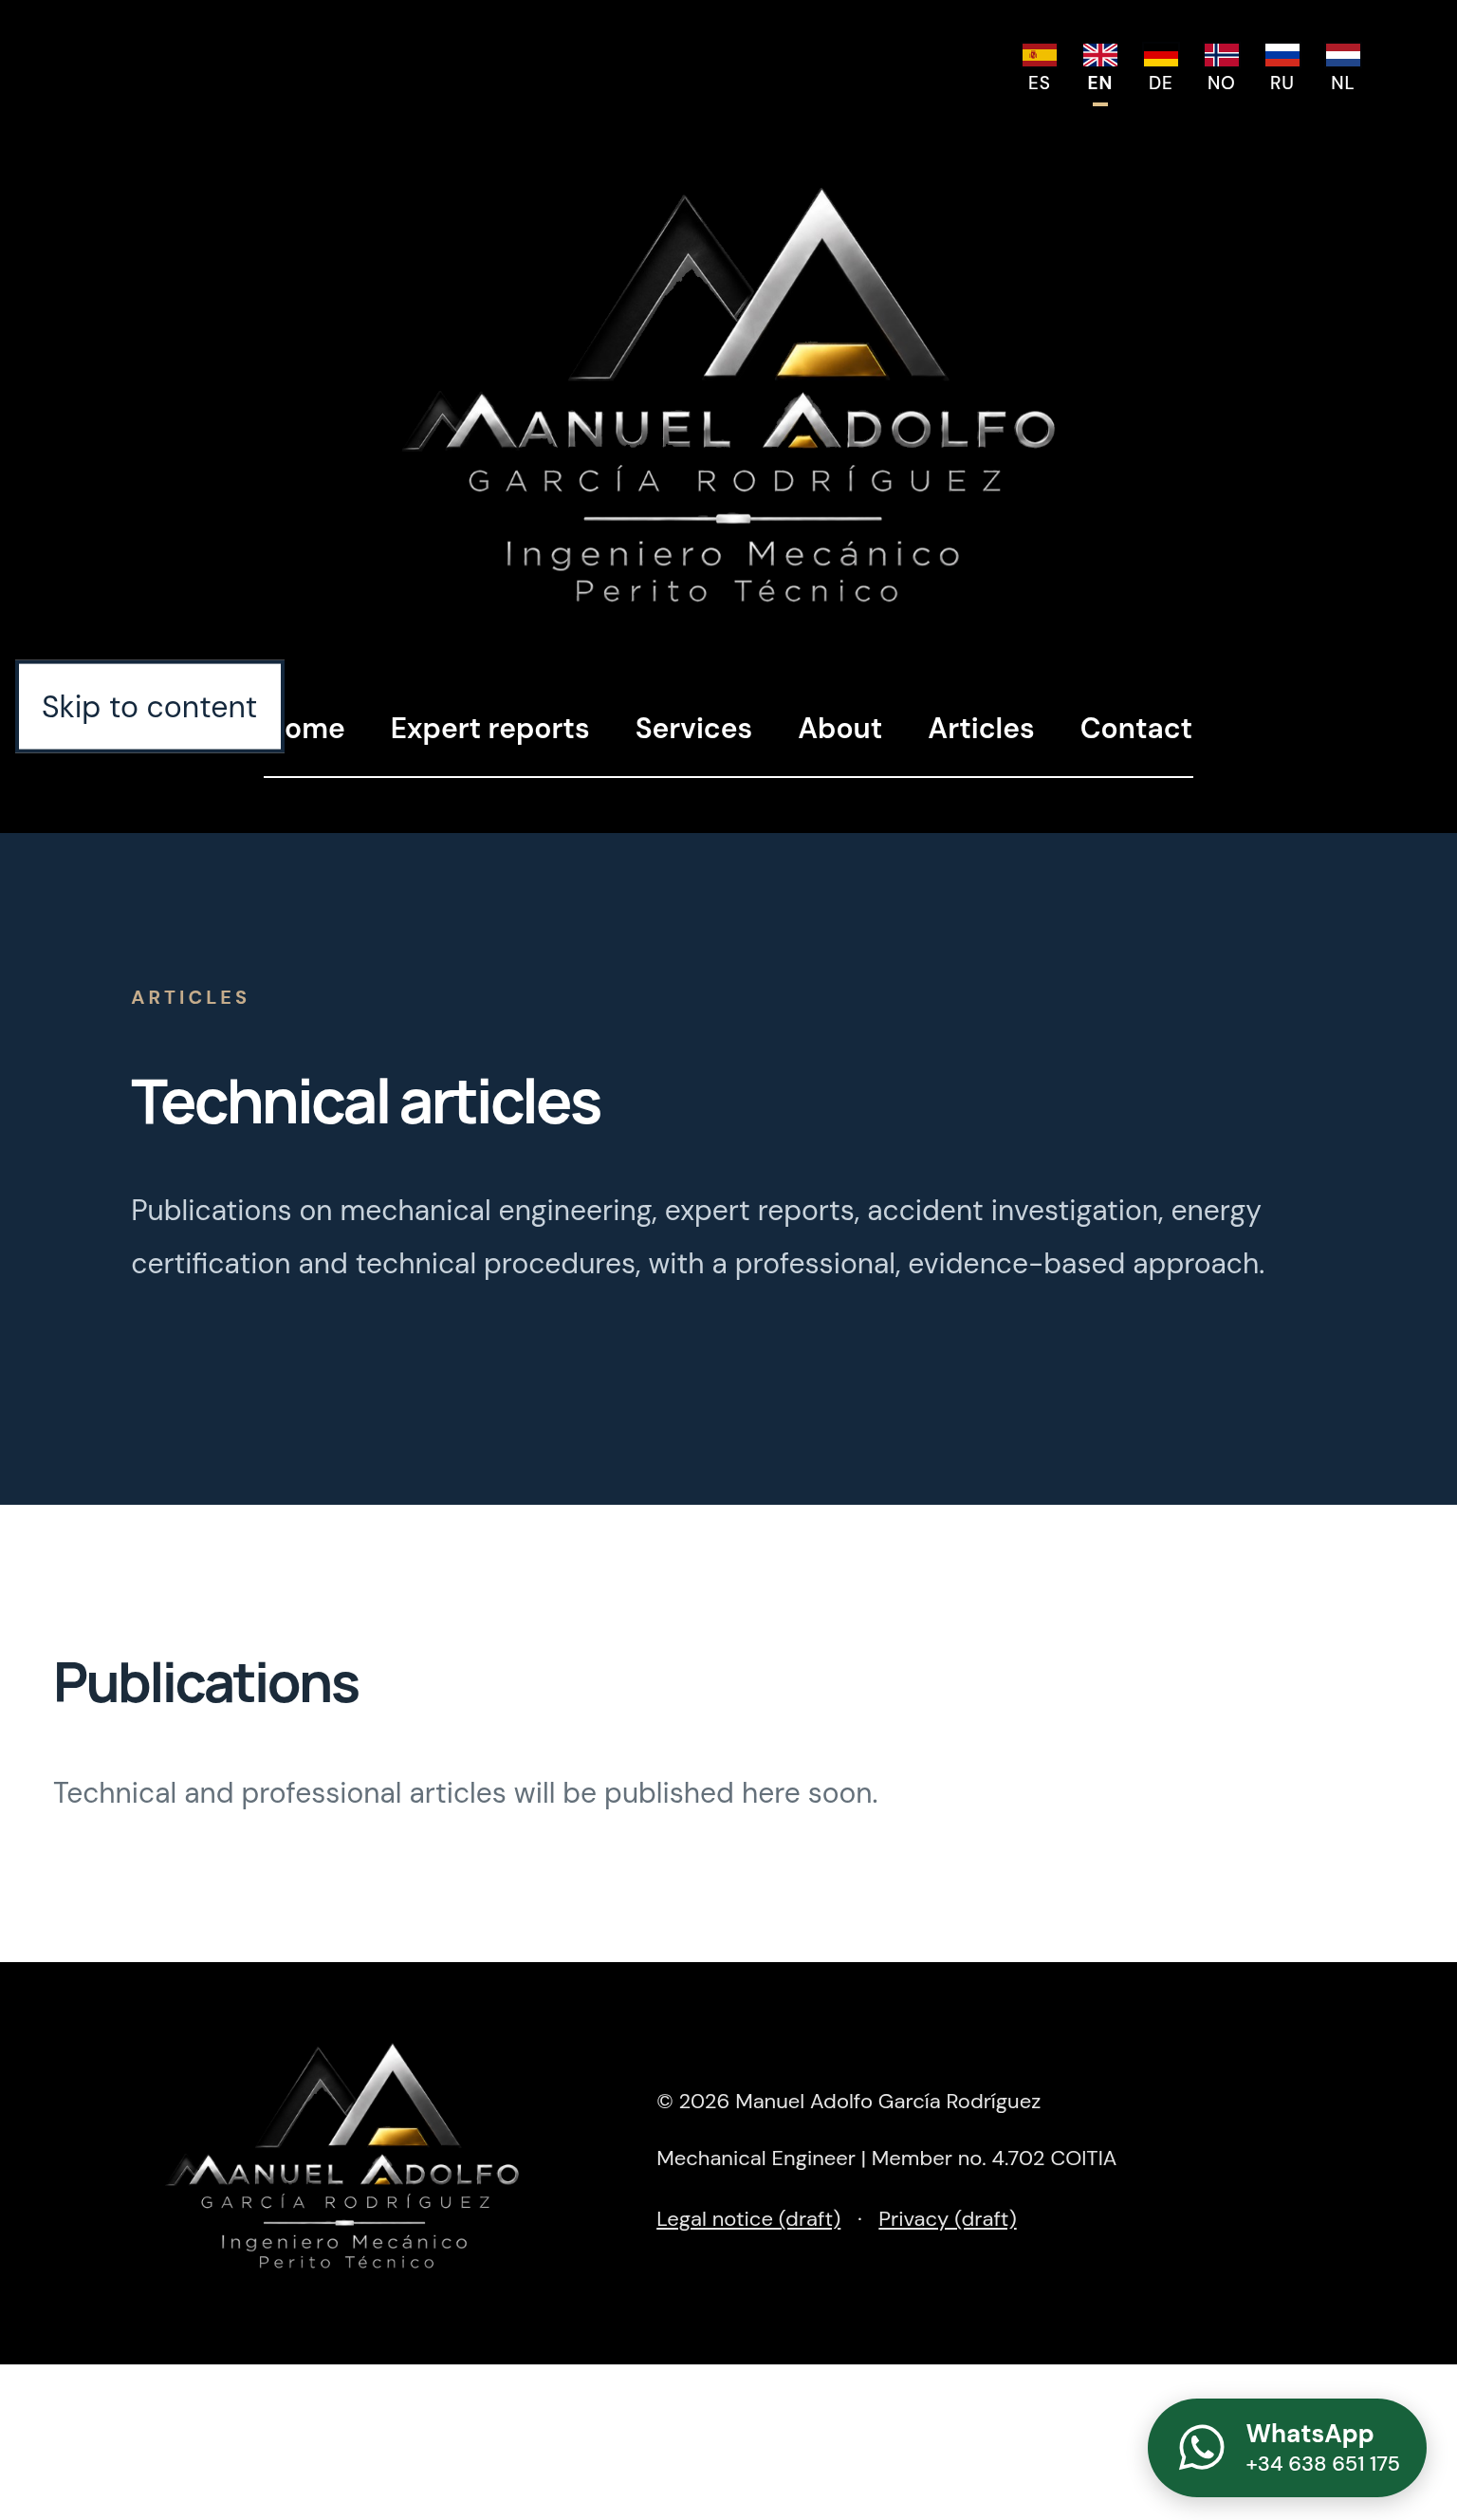 ES EN DE NO RU NL
MANUEL ADOLFO
GARCÍA RODRÍGUEZ
Ingeniero Mecánico
Perito Técnico
Skip to content
ome Expert reports Services About Articles Contact
ARTICLES
Technical articles
Publications on mechanical engineering, expert reports, accident investigation, energy
certification and technical procedures, with a professional, evidence-based approach.
Publications
Technical and professional articles will be published here soon.
MANUEL ADOLFO
GARCÍA RODRÍGUEZ
Ingeniero Mecánico
Perito Técnico
© 2026 Manuel Adolfo García Rodríguez
Mechanical Engineer | Member no. 4.702 COITIA
Legal notice (draft) · Privacy (draft)
WhatsApp
+34 638 651 175